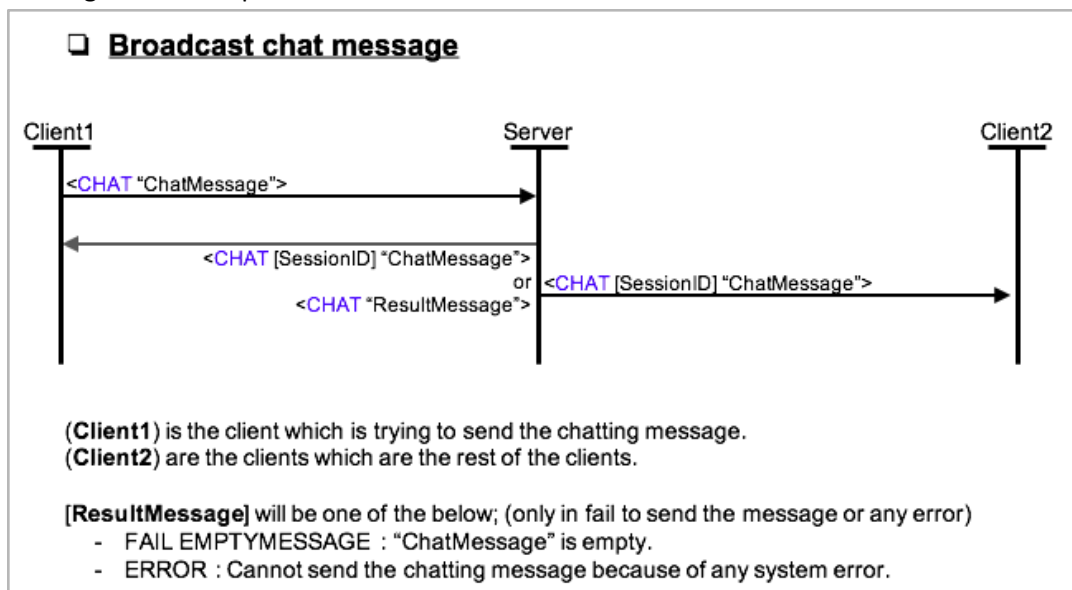 ❏ Broadcast chat message
Client1 Server Client2
<CHAT “ChatMessage”>
<CHAT [SessionID] “ChatMessage”>
or <CHAT [SessionID] “ChatMessage”>
<CHAT “ResultMessage”>
(Client1) is the client which is trying to send the chatting message.
(Client2) are the clients which are the rest of the clients.
[ResultMessage] will be one of the below; (only in fail to send the message or any error)
- FAIL EMPTYMESSAGE : “ChatMessage” is empty.
- ERROR : Cannot send the chatting message because of any system error.